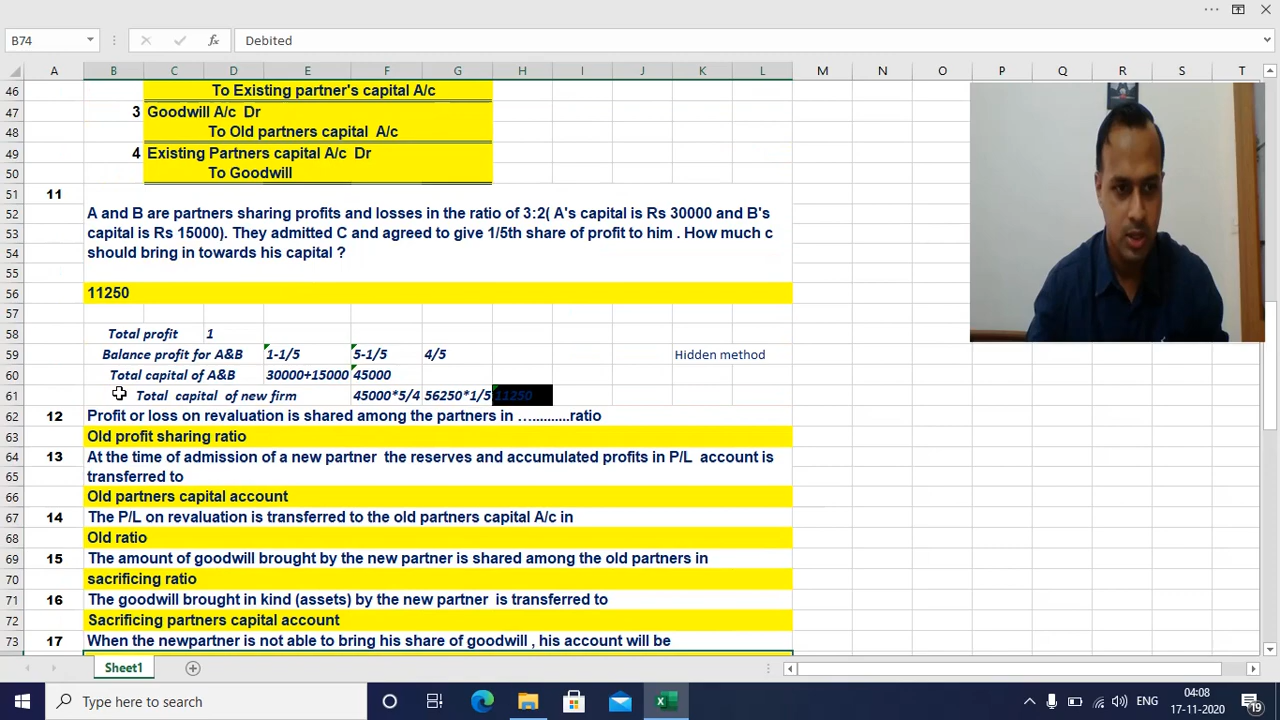 B74
fx
Debited
A B C D E F G H I J K L M N O P Q R S T
46 To Existing partner's capital A/c
47 3 Goodwill A/c Dr
48 To Old partners capital A/c
49 4 Existing Partners capital A/c Dr
50 To Goodwill
51 11
52 A and B are partners sharing profits and losses in the ratio of 3:2( A's capital is Rs 30000 and B's
53 capital is Rs 15000). They admitted C and agreed to give 1/5th share of profit to him . How much c
54 should bring in towards his capital ?
55
56 11250
57
58 Total profit 1
59 Balance profit for A&B 1-1/5 5-1/5 4/5 Hidden method
60 Total capital of A&B 30000+15000 45000
61 Total capital of new firm 45000*5/4 56250*1/5 11250
62 12 Profit or loss on revaluation is shared among the partners in …..........ratio
63 Old profit sharing ratio
64 13 At the time of admission of a new partner the reserves and accumulated profits in P/L account is
65 transferred to
66 Old partners capital account
67 14 The P/L on revaluation is transferred to the old partners capital A/c in
68 Old ratio
69 15 The amount of goodwill brought by the new partner is shared among the old partners in
70 sacrificing ratio
71 16 The goodwill brought in kind (assets) by the new partner is transferred to
72 Sacrificing partners capital account
73 17 When the newpartner is not able to bring his share of goodwill , his account will be
Sheet1
Type here to search
ENG
04:08
17-11-2020
19